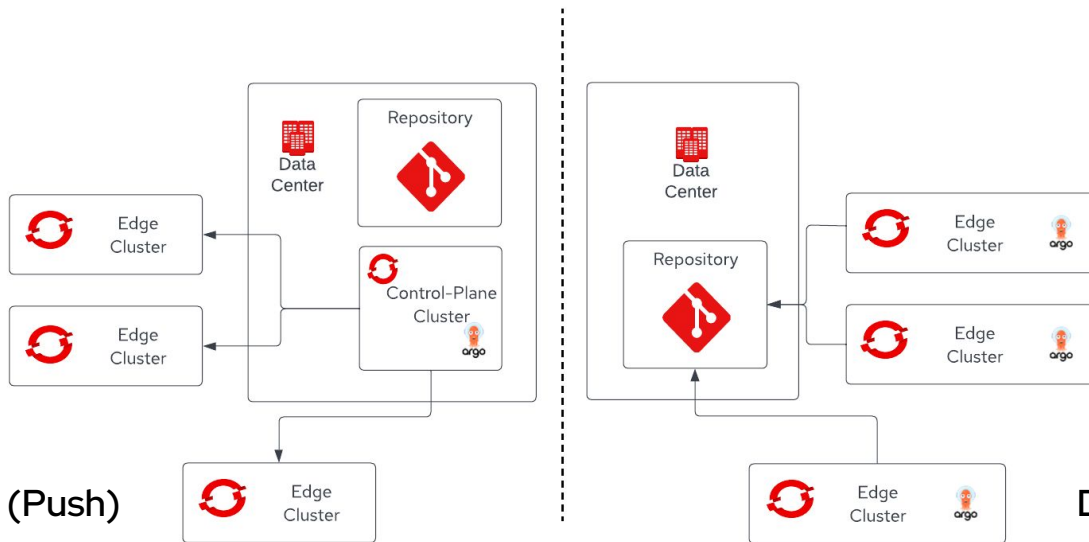 Repository
Data
Center
Edge
Cluster
Control-Plane
Cluster
argo
Edge
Cluster
Edge
Cluster
(Push)
Data
Center
Repository
Edge
Cluster
argo
Edge
Cluster
argo
Edge
Cluster
argo